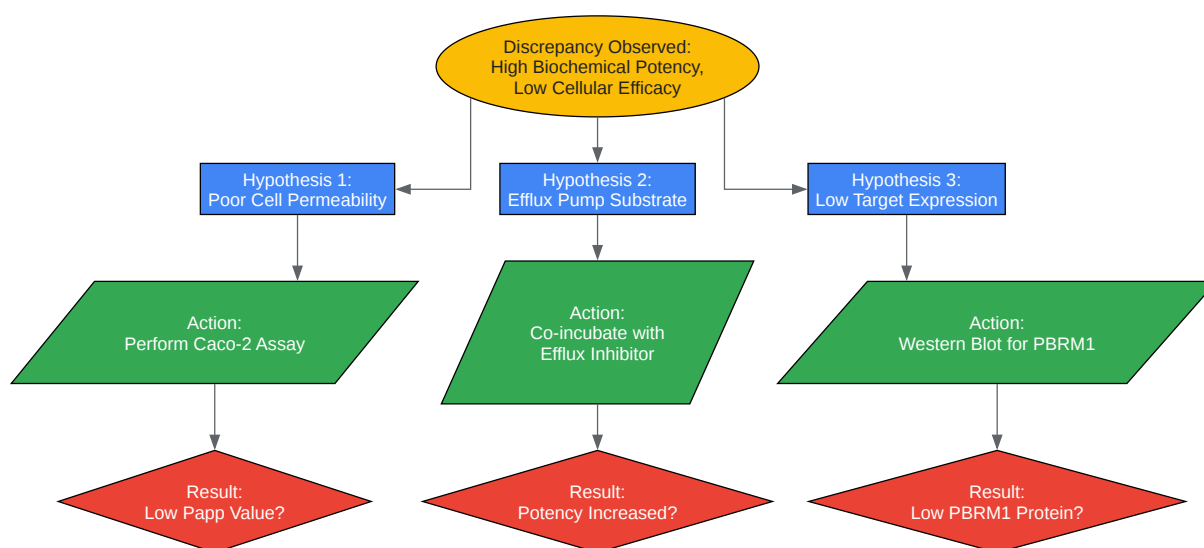 Discrepancy Observed:
High Biochemical Potency,
Low Cellular Efficacy
Hypothesis 1:
Poor Cell Permeability
Hypothesis 2:
Efflux Pump Substrate
Hypothesis 3:
Low Target Expression
Action:
Perform Caco-2 Assay
Action:
Co-incubate with
Efflux Inhibitor
Action:
Western Blot for PBRM1
Result:
Low Papp Value?
Result:
Potency Increased?
Result:
Low PBRM1 Protein?